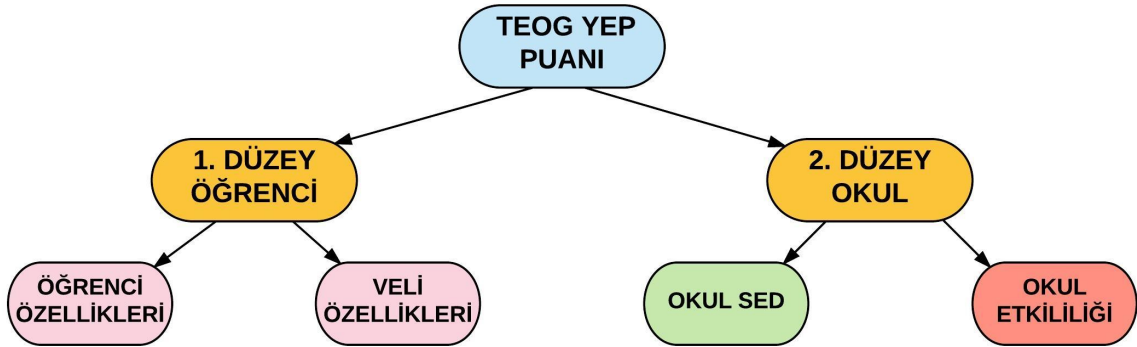 TEOG YEP
PUANI
1. DÜZEY
ÖĞRENCİ
2. DÜZEY
OKUL
ÖĞRENCİ
ÖZELLİKLERİ
VELİ
ÖZELLİKLERİ
OKUL SED
OKUL
ETKİLİLİĞİ